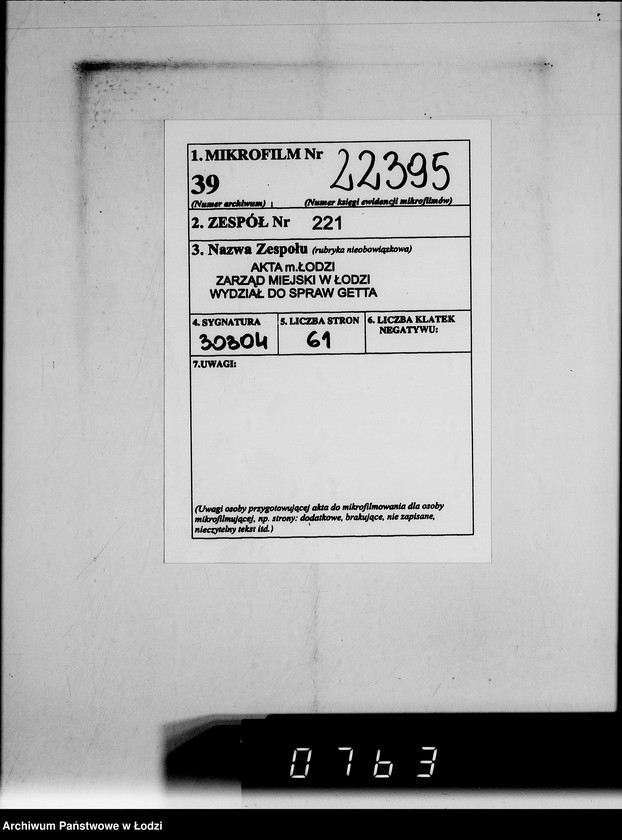 1. MIKROFILM Nr 22395
39
(Numer archiwum) (Numer księgi ewidencji mikrofilmów)
2. ZESPÓŁ Nr 221
3. Nazwa Zespołu (rubryka nieobowiązkowa)
AKTA m.ŁODZI
ZARZĄD MIEJSKI W ŁODZI
WYDZIAŁ DO SPRAW GETTA
4. SYGNATURA 5. LICZBA STRON 6. LICZBA KLATEK
NEGATYWU:
30304 61
7.UWAGI:
(Uwagi osoby przygotowującej akta do mikrofilmowania dla osoby
mikrofilmującej, np. strony: dodatkowe, brakujące, nie zapisane,
nieczytelny tekst itd.)
0763
Archiwum Państwowe w Łodzi